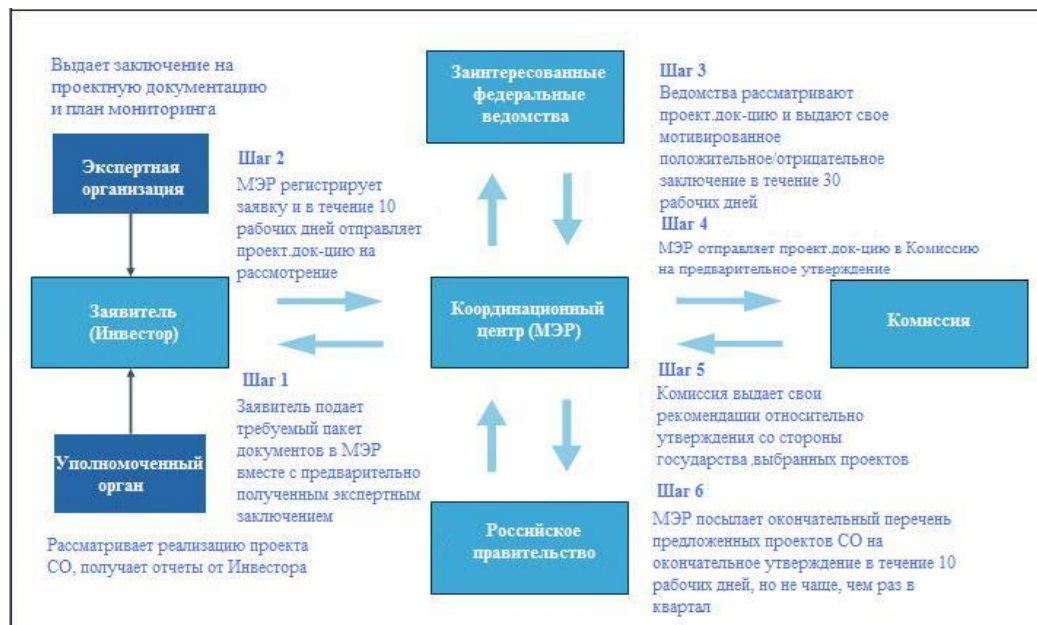 Выдает заключение на
проектную документацию
и план мониторинга
Экспертная
организация
Шаг 2
МЭР регистрирует
заявку и в течение 10
рабочих дней отправляет
проект.док-цию на
рассмотрение
Заинтересованные
федеральные
ведомства
Шаг 3
Ведомства рассматривают
проект.док-цию и выдают свое
мотивированное
положительное/отрицательное
заключение в течение 30
рабочих дней
Шаг 4
МЭР отправляет проект.док-цию в Комиссию
на предварительное утверждение
Заявитель
(Инвестор)
Координационный
центр (МЭР)
Комиссия
Шаг 1
Заявитель подает
требуемый пакет
документов в МЭР
вместе с предварительно
полученным экспертным
заключением
Уполномоченный
орган
Рассматривает реализацию проекта
СО, получает отчеты от Инвестора
Российское
правительство
Шаг 5
Комиссия выдает свои
рекомендации относительно
утверждения со стороны
государства ,выбранных проектов
Шаг 6
МЭР посылает окончательный перечень
предложенных проектов СО на
окончательное утверждение в течение 10
рабочих дней, но не чаще, чем раз в
квартал